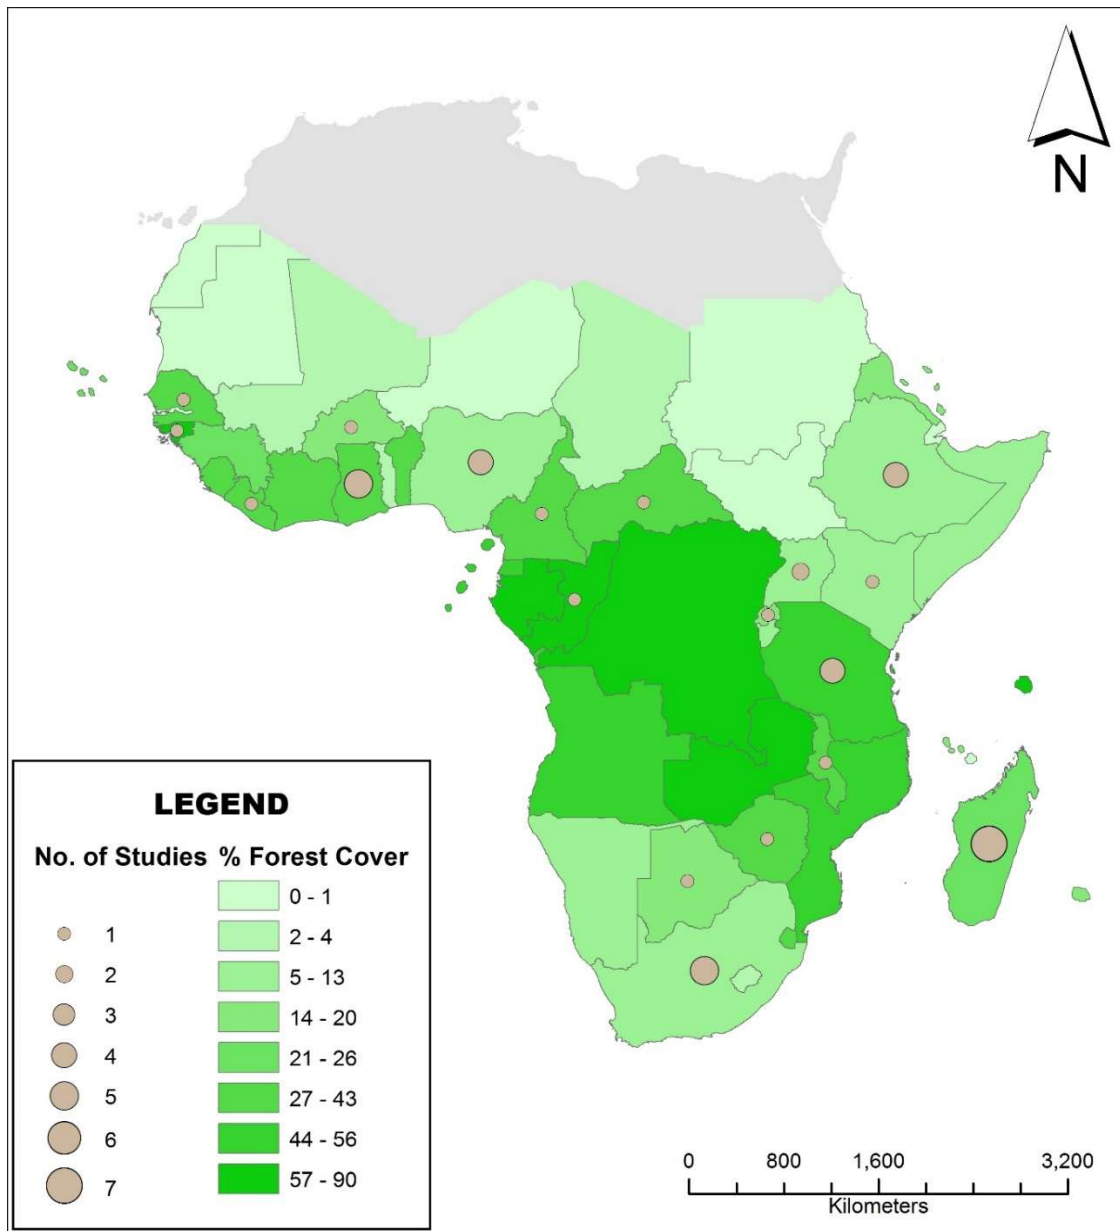 N
LEGEND
No. of Studies % Forest Cover
0 - 1
1 2 - 4
2 5 - 13
3 14 - 20
4 21 - 26
5 27 - 43
6 44 - 56
7 57 - 90
0 800 1,600 3,200
Kilometers